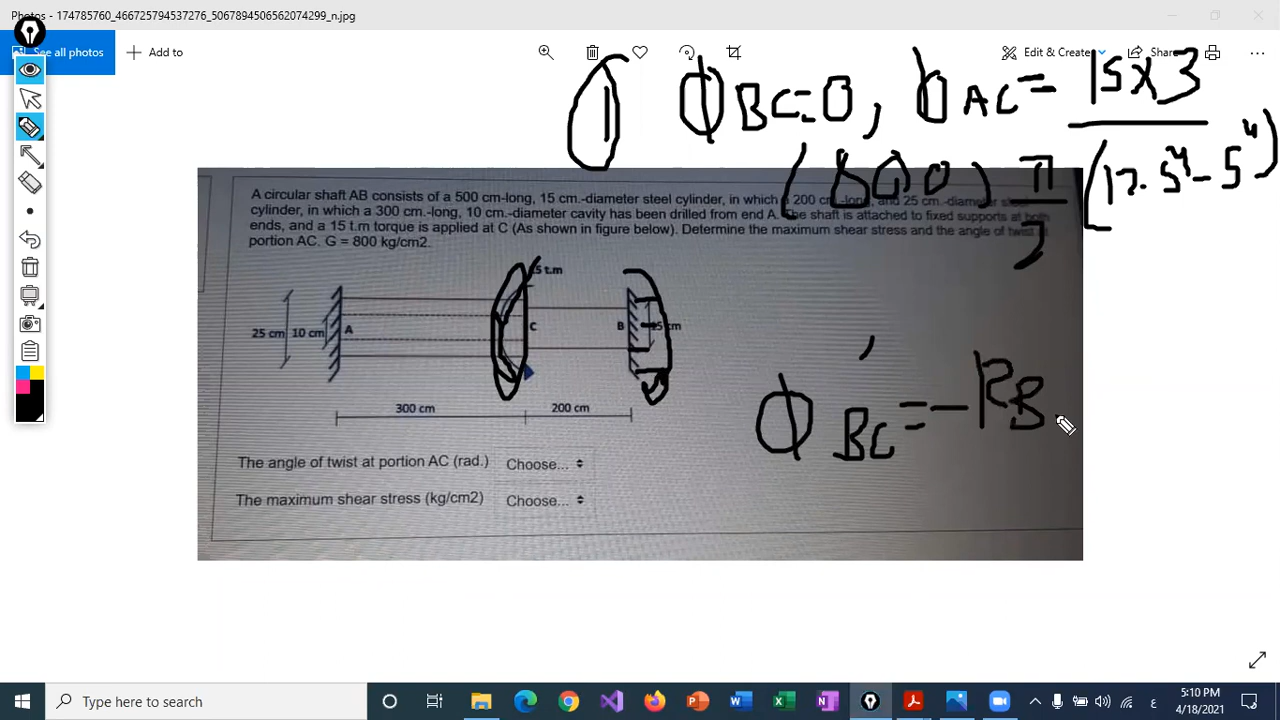 Photos - 174785760_466725794537276_5067894506562074299_n.jpg
See all photos
Add to
Edit & Create
Share
ϕBC=0, ϕAC= 15x3
(800) π/2 (12.5⁴-5⁴)
A circular shaft AB consists of a 500 cm-long, 15 cm.-diameter steel cylinder, in which a 200 cm.-long, and 25 cm-diameter steel
cylinder, in which a 300 cm.-long, 10 cm.-diameter cavity has been drilled from end A. The shaft is attached to fixed supports at both
ends, and a 15 t.m torque is applied at C (As shown in figure below). Determine the maximum shear stress and the angle of twist at
portion AC. G = 800 kg/cm2.
15 t.m
25 cm 10 cm A C B 15 cm
300 cm 200 cm
ϕBC=-RB
The angle of twist at portion AC (rad.) Choose...
The maximum shear stress (kg/cm2) Choose...
Type here to search
ع
5:10 PM
4/18/2021